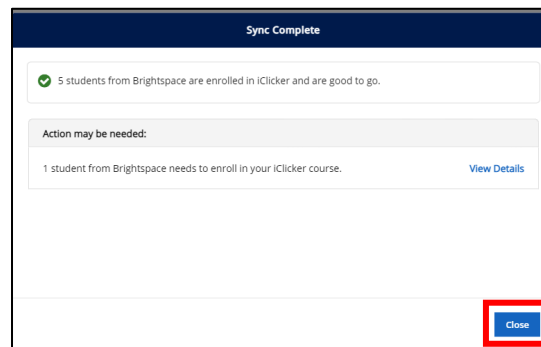 Sync Complete
5 students from Brightspace are enrolled in iClicker and are good to go.
Action may be needed:
1 student from Brightspace needs to enroll in your iClicker course. View Details
Close